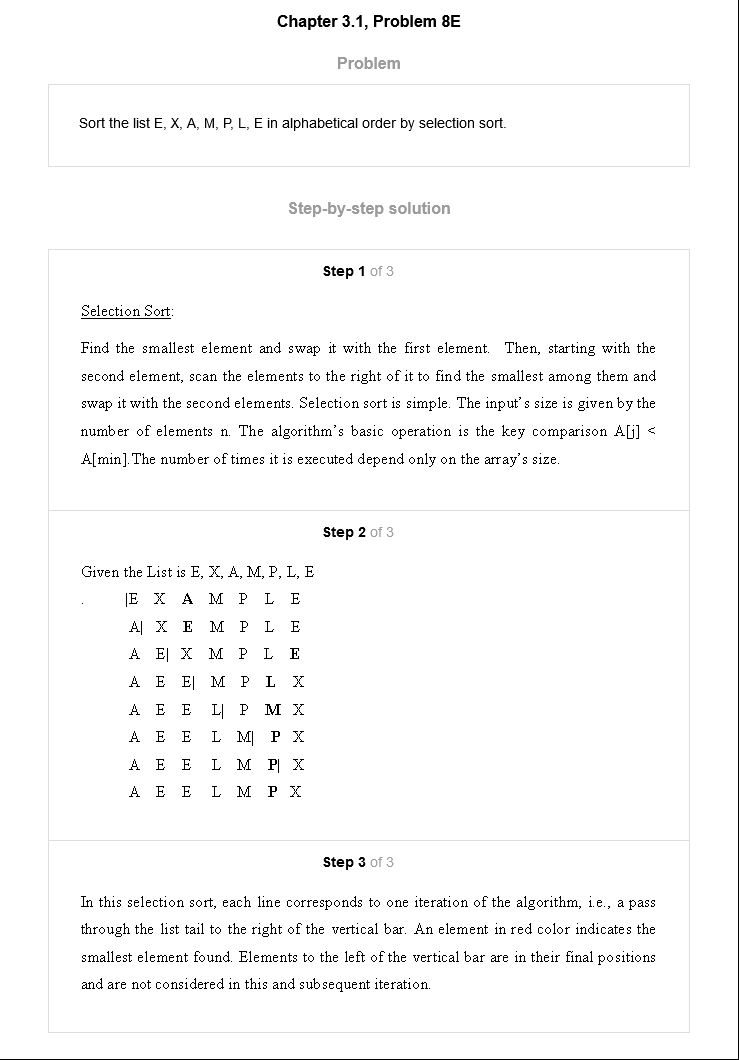 Chapter 3.1, Problem 8E
Problem
Sort the list E, X, A, M, P, L, E in alphabetical order by selection sort.
Step-by-step solution
Step 1 of 3
Selection Sort:
Find the smallest element and swap it with the first element. Then, starting with the
second element, scan the elements to the right of it to find the smallest among them and
swap it with the second elements. Selection sort is simple. The input's size is given by the
number of elements n. The algorithm's basic operation is the key comparison A[j] <
A[min].The number of times it is executed depend only on the array's size.
Step 2 of 3
Given the List is E, X, A, M, P, L, E
. |E X A M P L E
A| X E M P L E
A E| X M P L E
A E E| M P L X
A E E L| P M X
A E E L M| P X
A E E L M P| X
A E E L M P X
Step 3 of 3
In this selection sort, each line corresponds to one iteration of the algorithm, i.e., a pass
through the list tail to the right of the vertical bar. An element in red color indicates the
smallest element found. Elements to the left of the vertical bar are in their final positions
and are not considered in this and subsequent iteration.